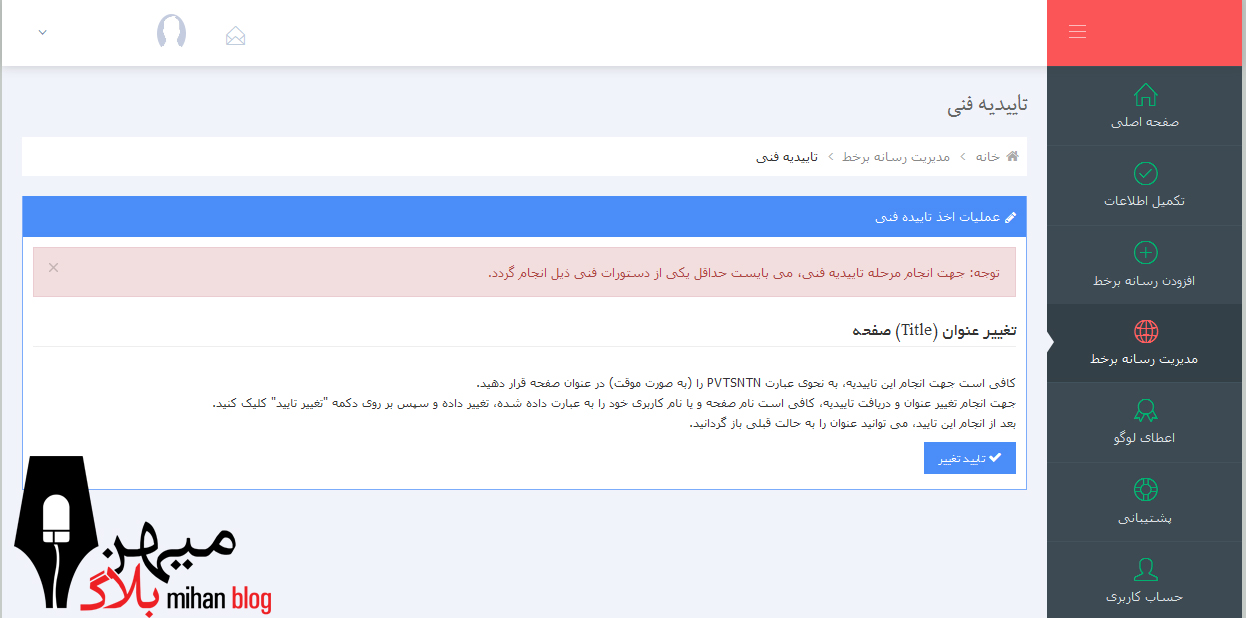 تاییدیه فنی
خانه > مدیریت رسانه برخط > تاییدیه فنی
عملیات اخذ تاییده فنی
توجه: جهت انجام مرحله تاییدیه فنی، می بایست حداقل یکی از دستورات فنی ذیل انجام گردد.
×
تغییر عنوان (Title) صفحه
کافی است جهت انجام این تاییدیه، به نحوی عبارت PVTSNTN را (به صورت موقت) در عنوان صفحه قرار دهید.
جهت انجام تغییر عنوان و دریافت تاییدیه، کافی است نام صفحه و یا نام کاربری خود را به عبارت داده شده، تغییر داده و سپس بر روی دکمه "تغییر تایید" کلیک کنید.
بعد از انجام این تایید، می توانید عنوان را به حالت قبلی باز گردانید.
تایید تغییر
صفحه اصلی
تکمیل اطلاعات
افزودن رسانه برخط
مدیریت رسانه برخط
اعطای لوگو
پشتیبانی
حساب کاربری
میهن
بلاگ
mihan blog